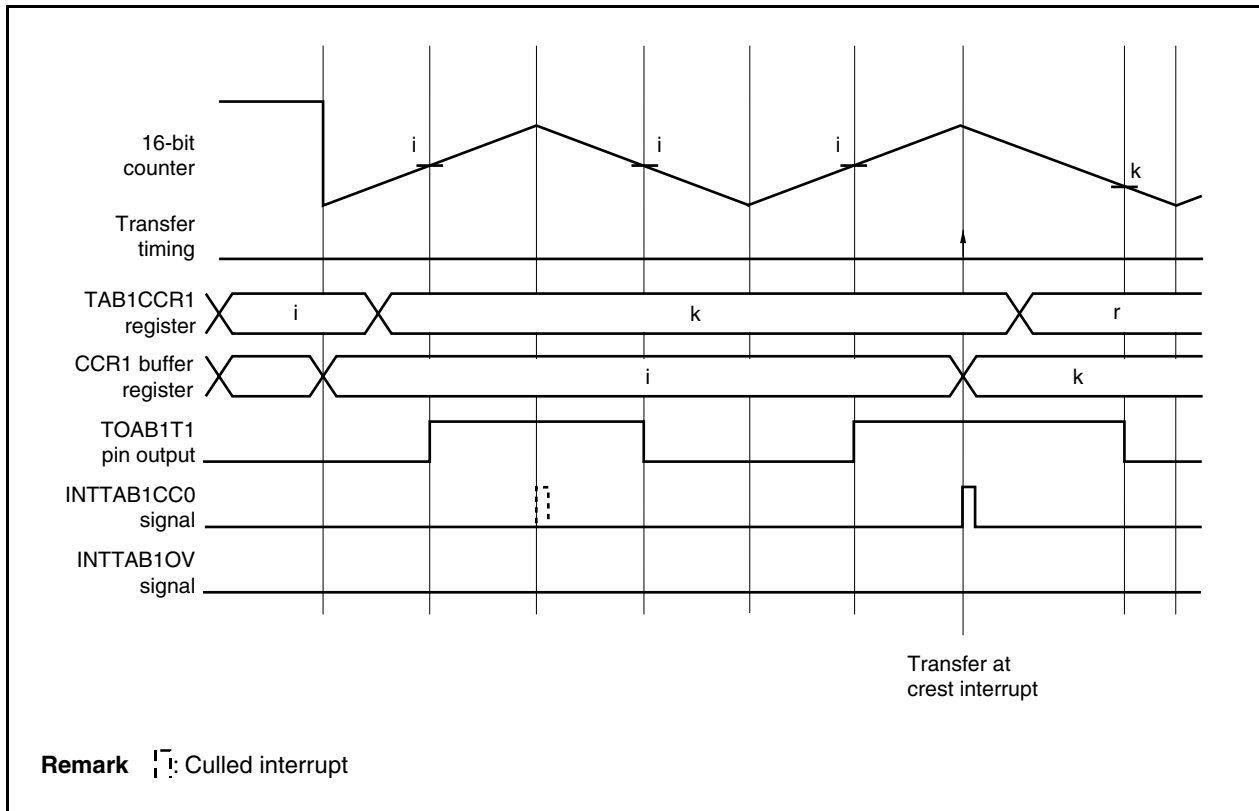 16-bit
counter
i
i
i
k
Transfer
timing
TAB1CCR1
register
i
k
r
CCR1 buffer
register
i
k
TOAB1T1
pin output
INTTAB1CC0
signal
INTTAB1OV
signal
Transfer at
crest interrupt
Remark : Culled interrupt